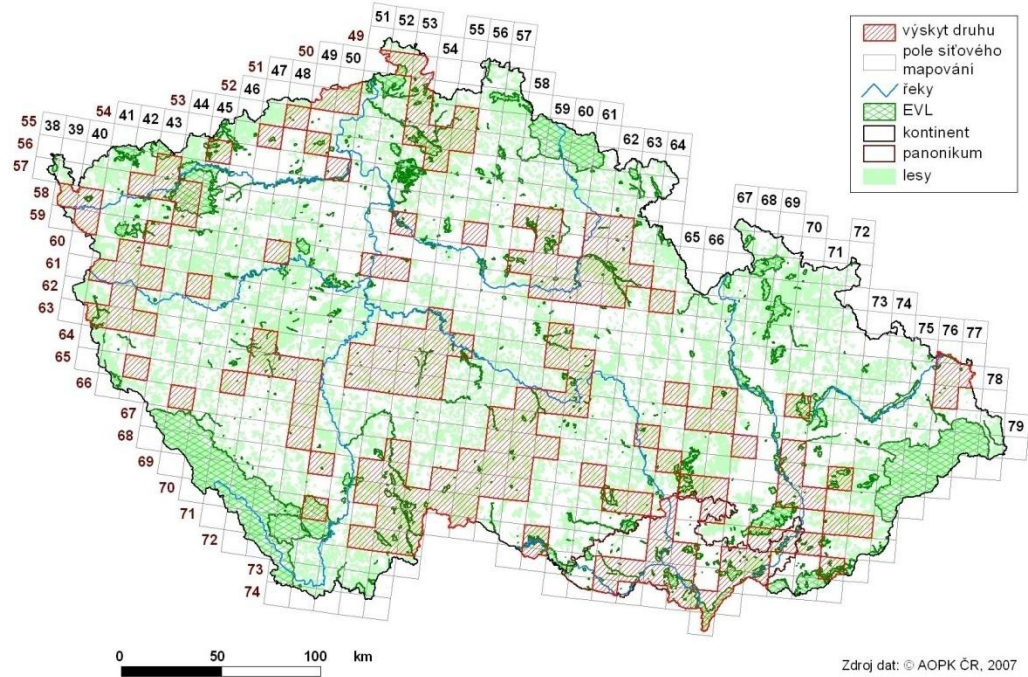 51 52 53
54
55 56 57
58
59 60 61
62 63 64
65 66
67 68 69
70
71
72
73 74
75 76 77
78
79
49
50 49 50
51 47 48
52 46
53 44 45
54 41 42 43
55 38 39 40
56
57
58
59
60
61
62
63
64
65
66
67
68
69
70
71
72
73
74
výskyt druhu
pole síťového
mapování
řeky
EVL
kontinent
panonikum
lesy
0 50 100 km
Zdroj dat: © AOPK ČR, 2007